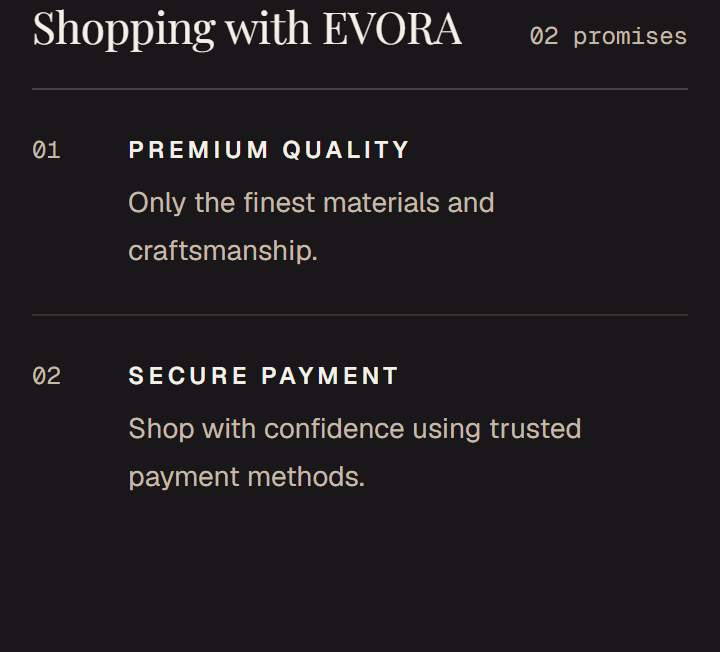 Shopping with EVORA
02 promises
01
PREMIUM QUALITY
Only the finest materials and
craftsmanship.
02
SECURE PAYMENT
Shop with confidence using trusted
payment methods.